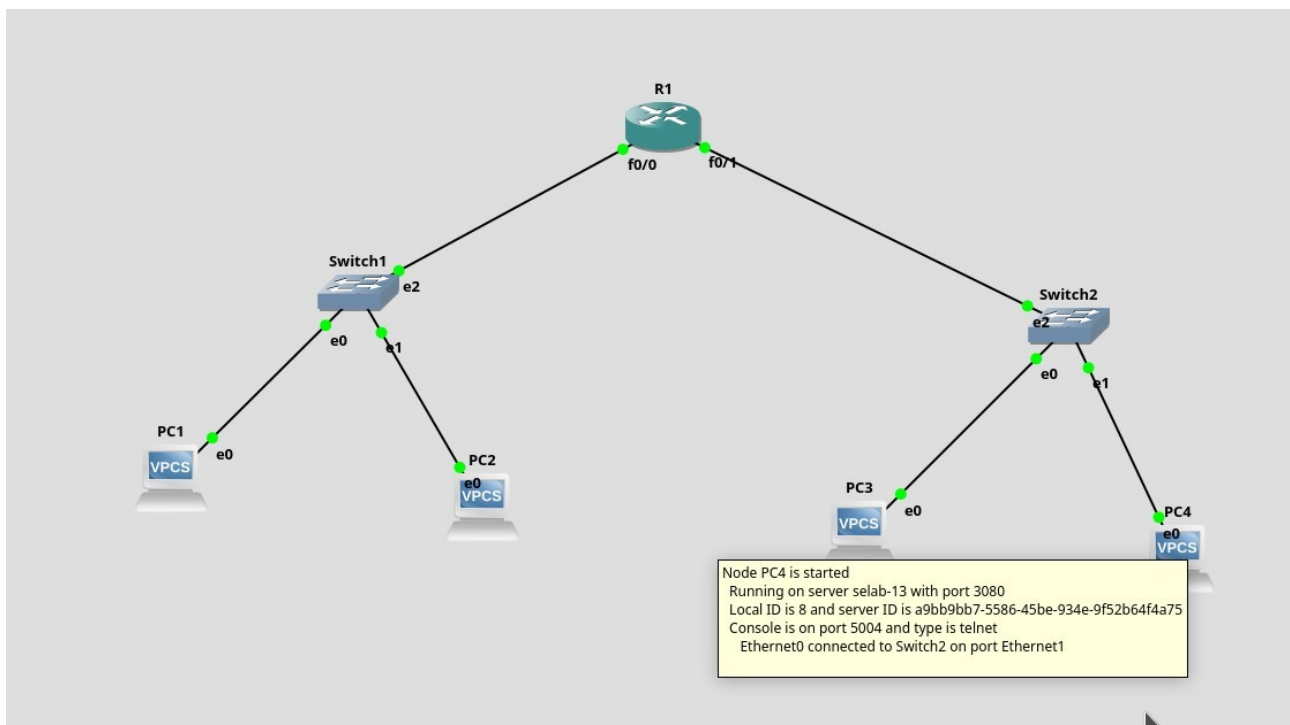 R1
f0/0
f0/1
Switch1
e2
e0
e1
Switch2
e2
e0
e1
PC1
e0
VPCS
PC2
e0
VPCS
PC3
e0
VPCS
PC4
e0
VPCS
Node PC4 is started
Running on server selab-13 with port 3080
Local ID is 8 and server ID is a9bb9bb7-5586-45be-934e-9f52b64f4a75
Console is on port 5004 and type is telnet
Ethernet0 connected to Switch2 on port Ethernet1